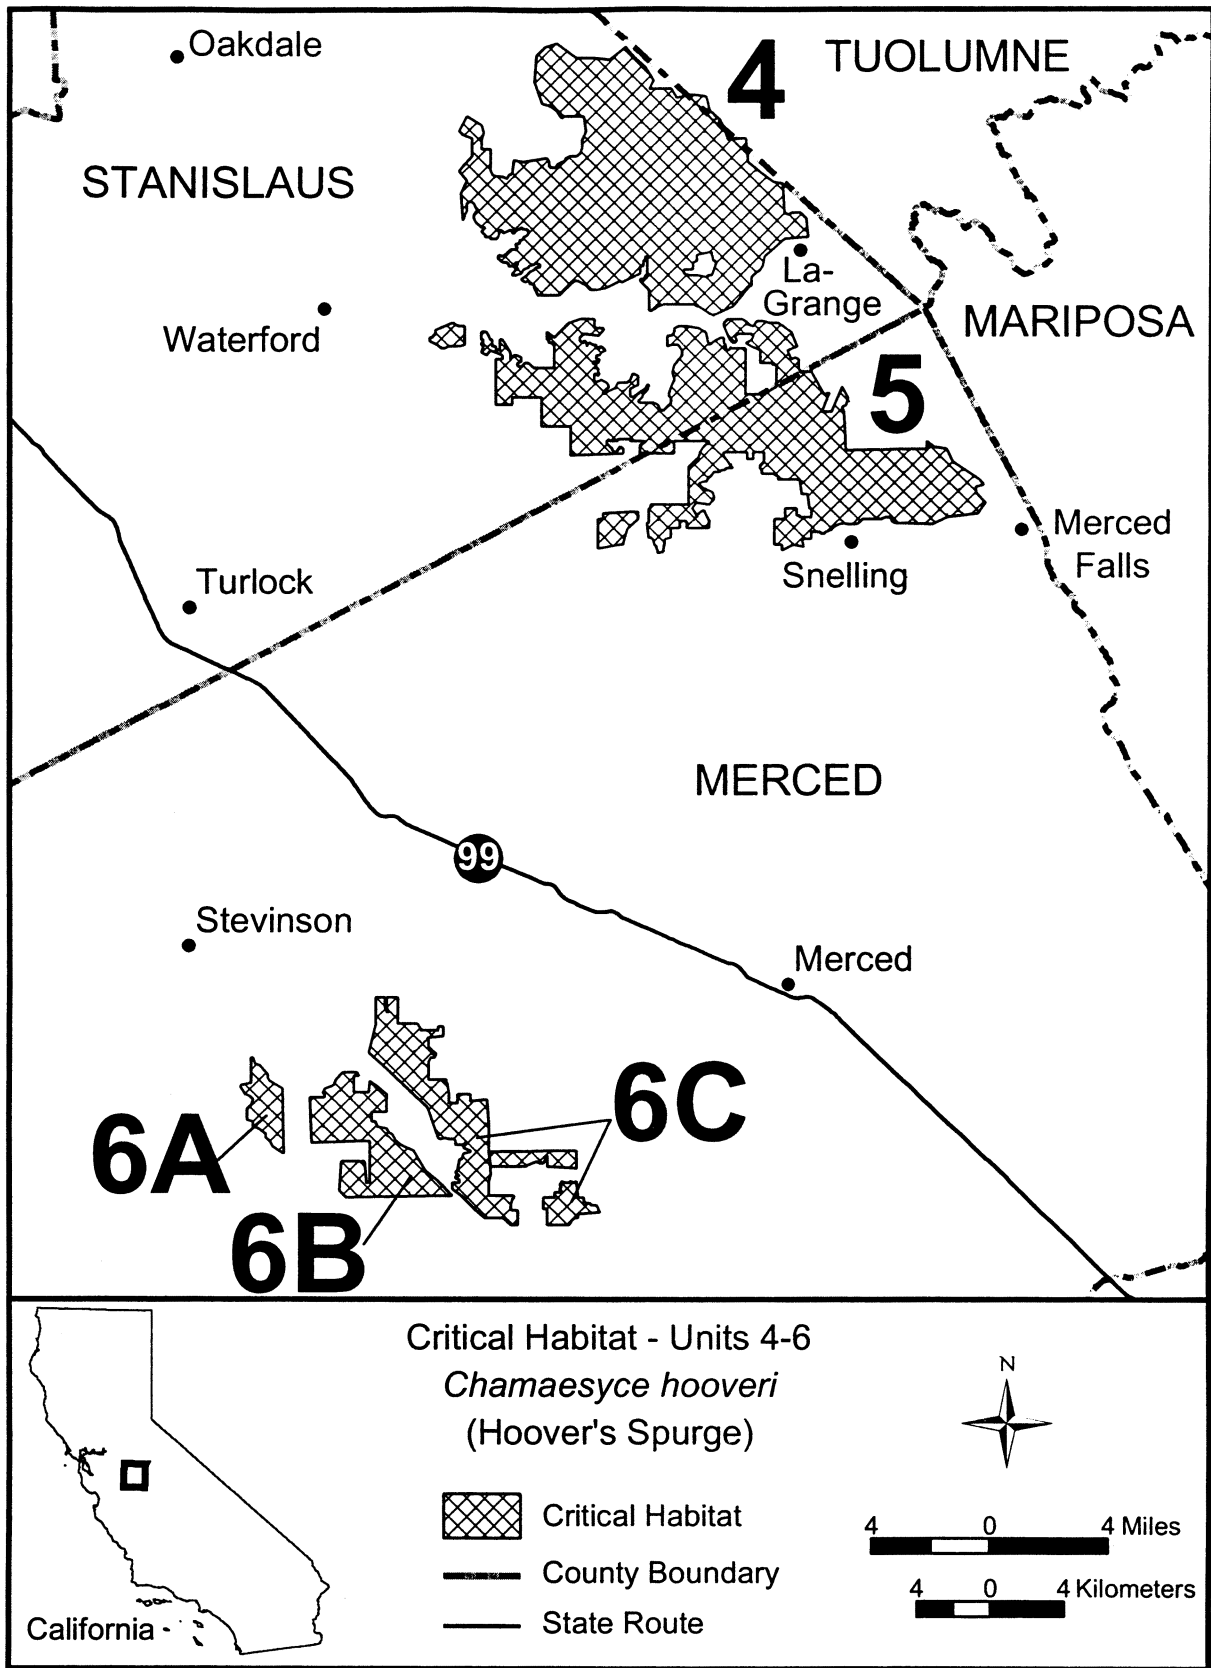 Oakdale
4
TUOLUMNE
STANISLAUS
La-
Grange
Waterford
MARIPOSA
5
Merced
Falls
Snelling
Turlock
MERCED
99
Stevinson
Merced
6C
6A
6B
Critical Habitat - Units 4-6
Chamaesyce hooveri
(Hoover's Spurge)
N
Critical Habitat
County Boundary
State Route
4 0 4 Miles
4 0 4 Kilometers
California